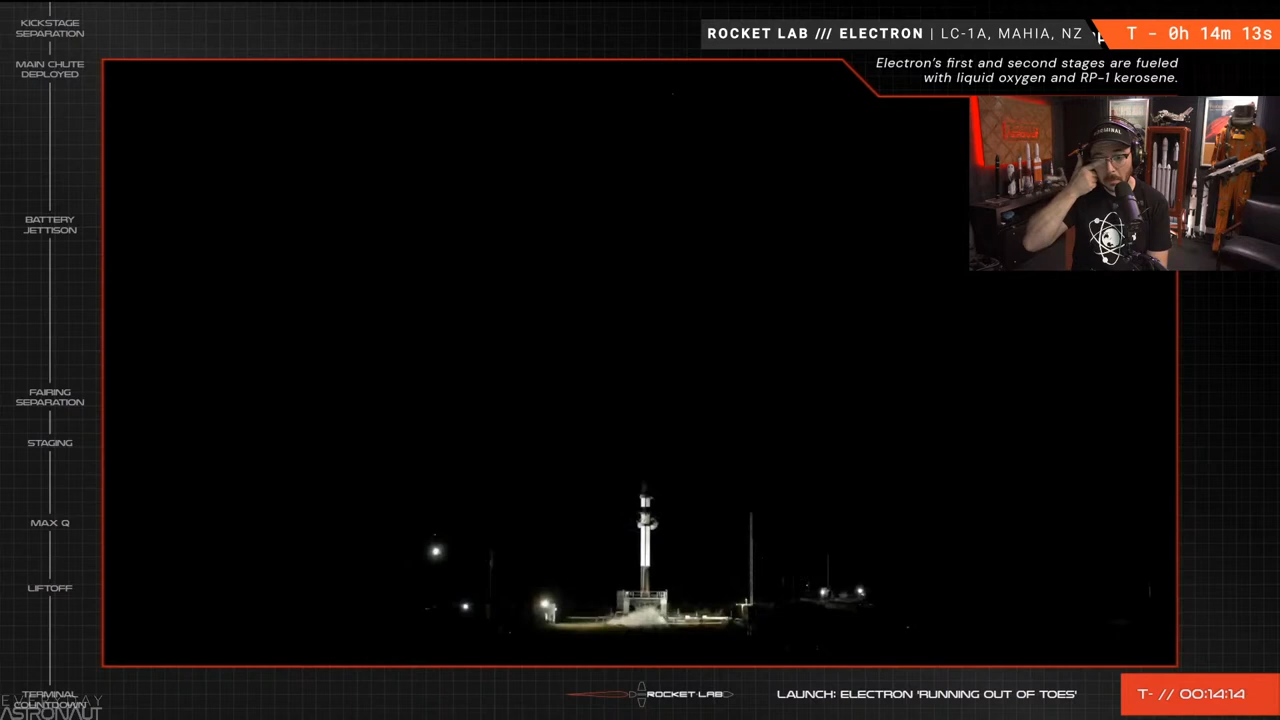 KICKSTAGE
SEPARATION
MAIN CHUTE
DEPLOYED
BATTERY
JETTISON
FAIRING
SEPARATION
STAGING
MAX Q
LIFTOFF
TERMINAL
COUNTDOWN
EVERYDAY
ASTRONAUT
ROCKET LAB /// ELECTRON | LC-1A, MAHIA, NZ
T - 0h 14m 13s
Electron's first and second stages are fueled
with liquid oxygen and RP-1 kerosene.
ROCKET LAB
LAUNCH: ELECTRON 'RUNNING OUT OF TOES'
T- // 00:14:14